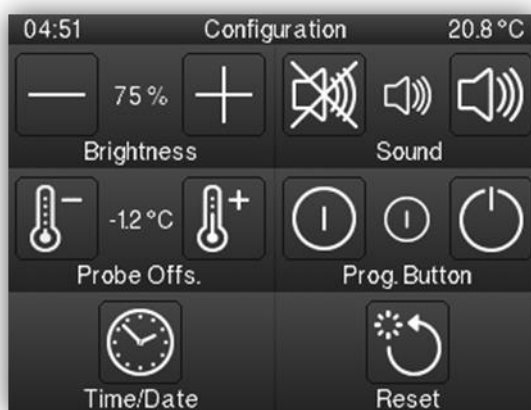 04:51 Configuration 20.8 °C
75 %
Brightness Sound
-1.2 °C
Probe Offs. Prog. Button
Time/Date Reset